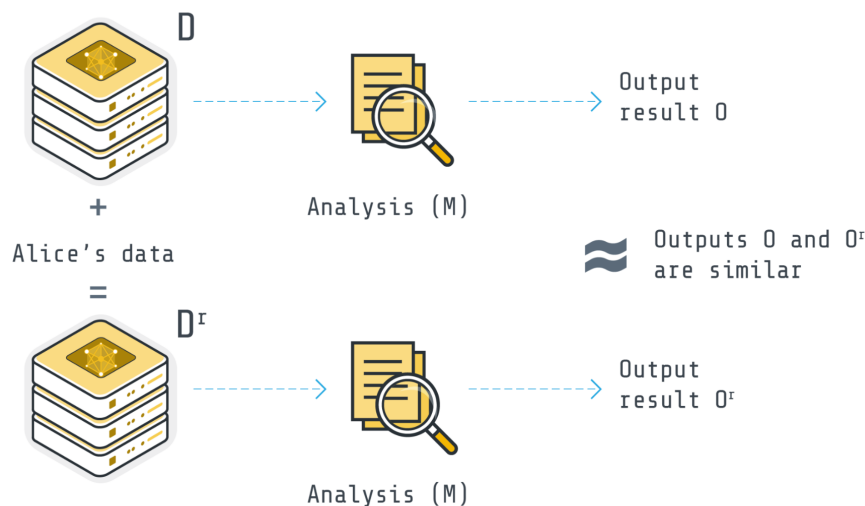 D
Output
result O
+
Analysis (M)
Alice's data
≈ Outputs O and Oʳ
are similar
=
Dʳ
Output
result Oʳ
Analysis (M)